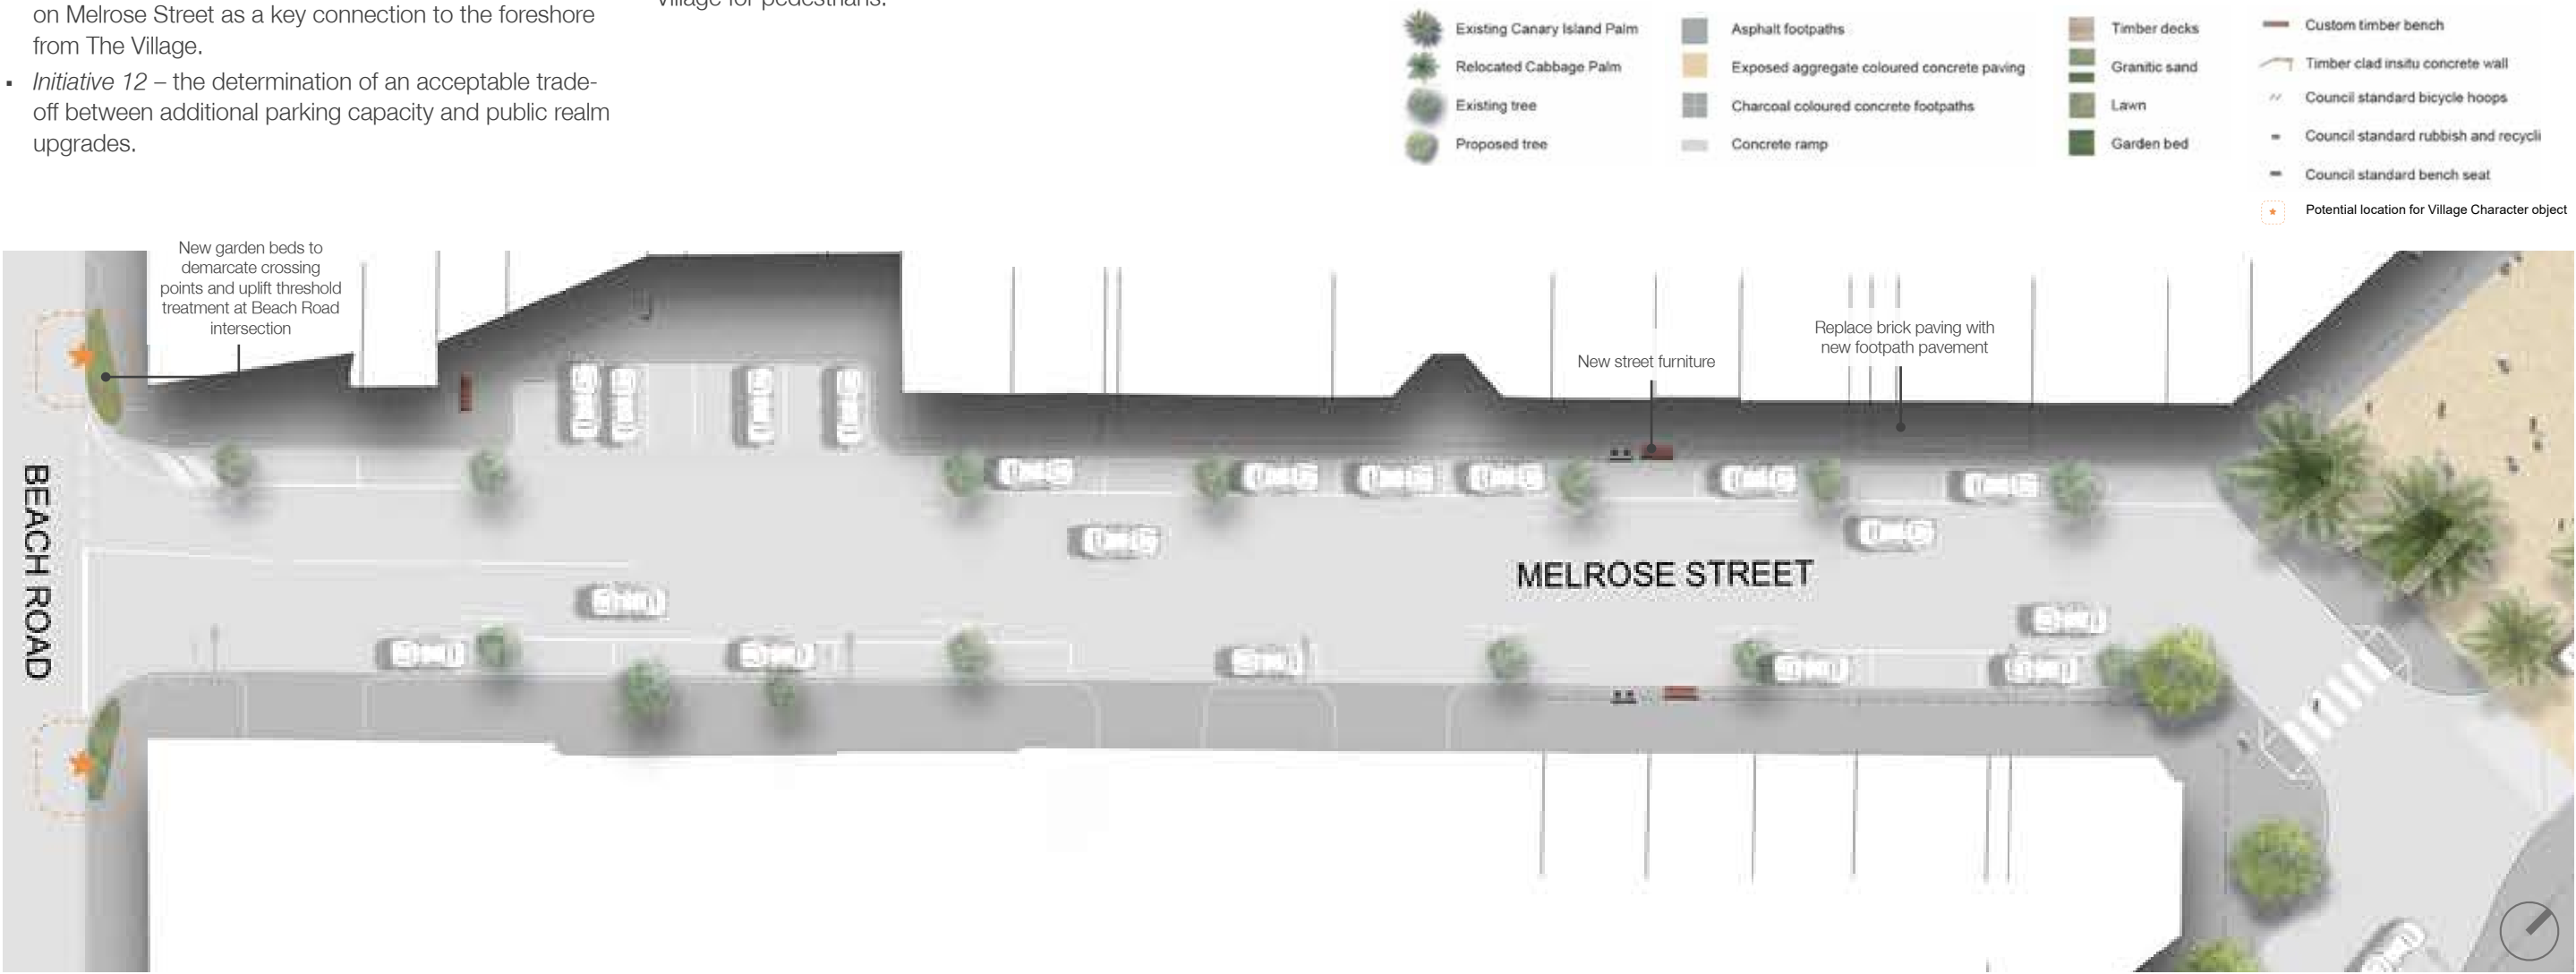 on Melrose Street as a key connection to the foreshore
from The Village.
▪ Initiative 12 – the determination of an acceptable trade-
off between additional parking capacity and public realm
upgrades.
village for pedestrians.
Existing Canary Island Palm
Relocated Cabbage Palm
Existing tree
Proposed tree
Asphalt footpaths
Exposed aggregate coloured concrete paving
Charcoal coloured concrete footpaths
Concrete ramp
Timber decks
Granitic sand
Lawn
Garden bed
Custom timber bench
Timber clad insitu concrete wall
Council standard bicycle hoops
Council standard rubbish and recycli
Council standard bench seat
Potential location for Village Character object
New garden beds to
demarcate crossing
points and uplift threshold
treatment at Beach Road
intersection
New street furniture
Replace brick paving with
new footpath pavement
BEACH ROAD
MELROSE STREET